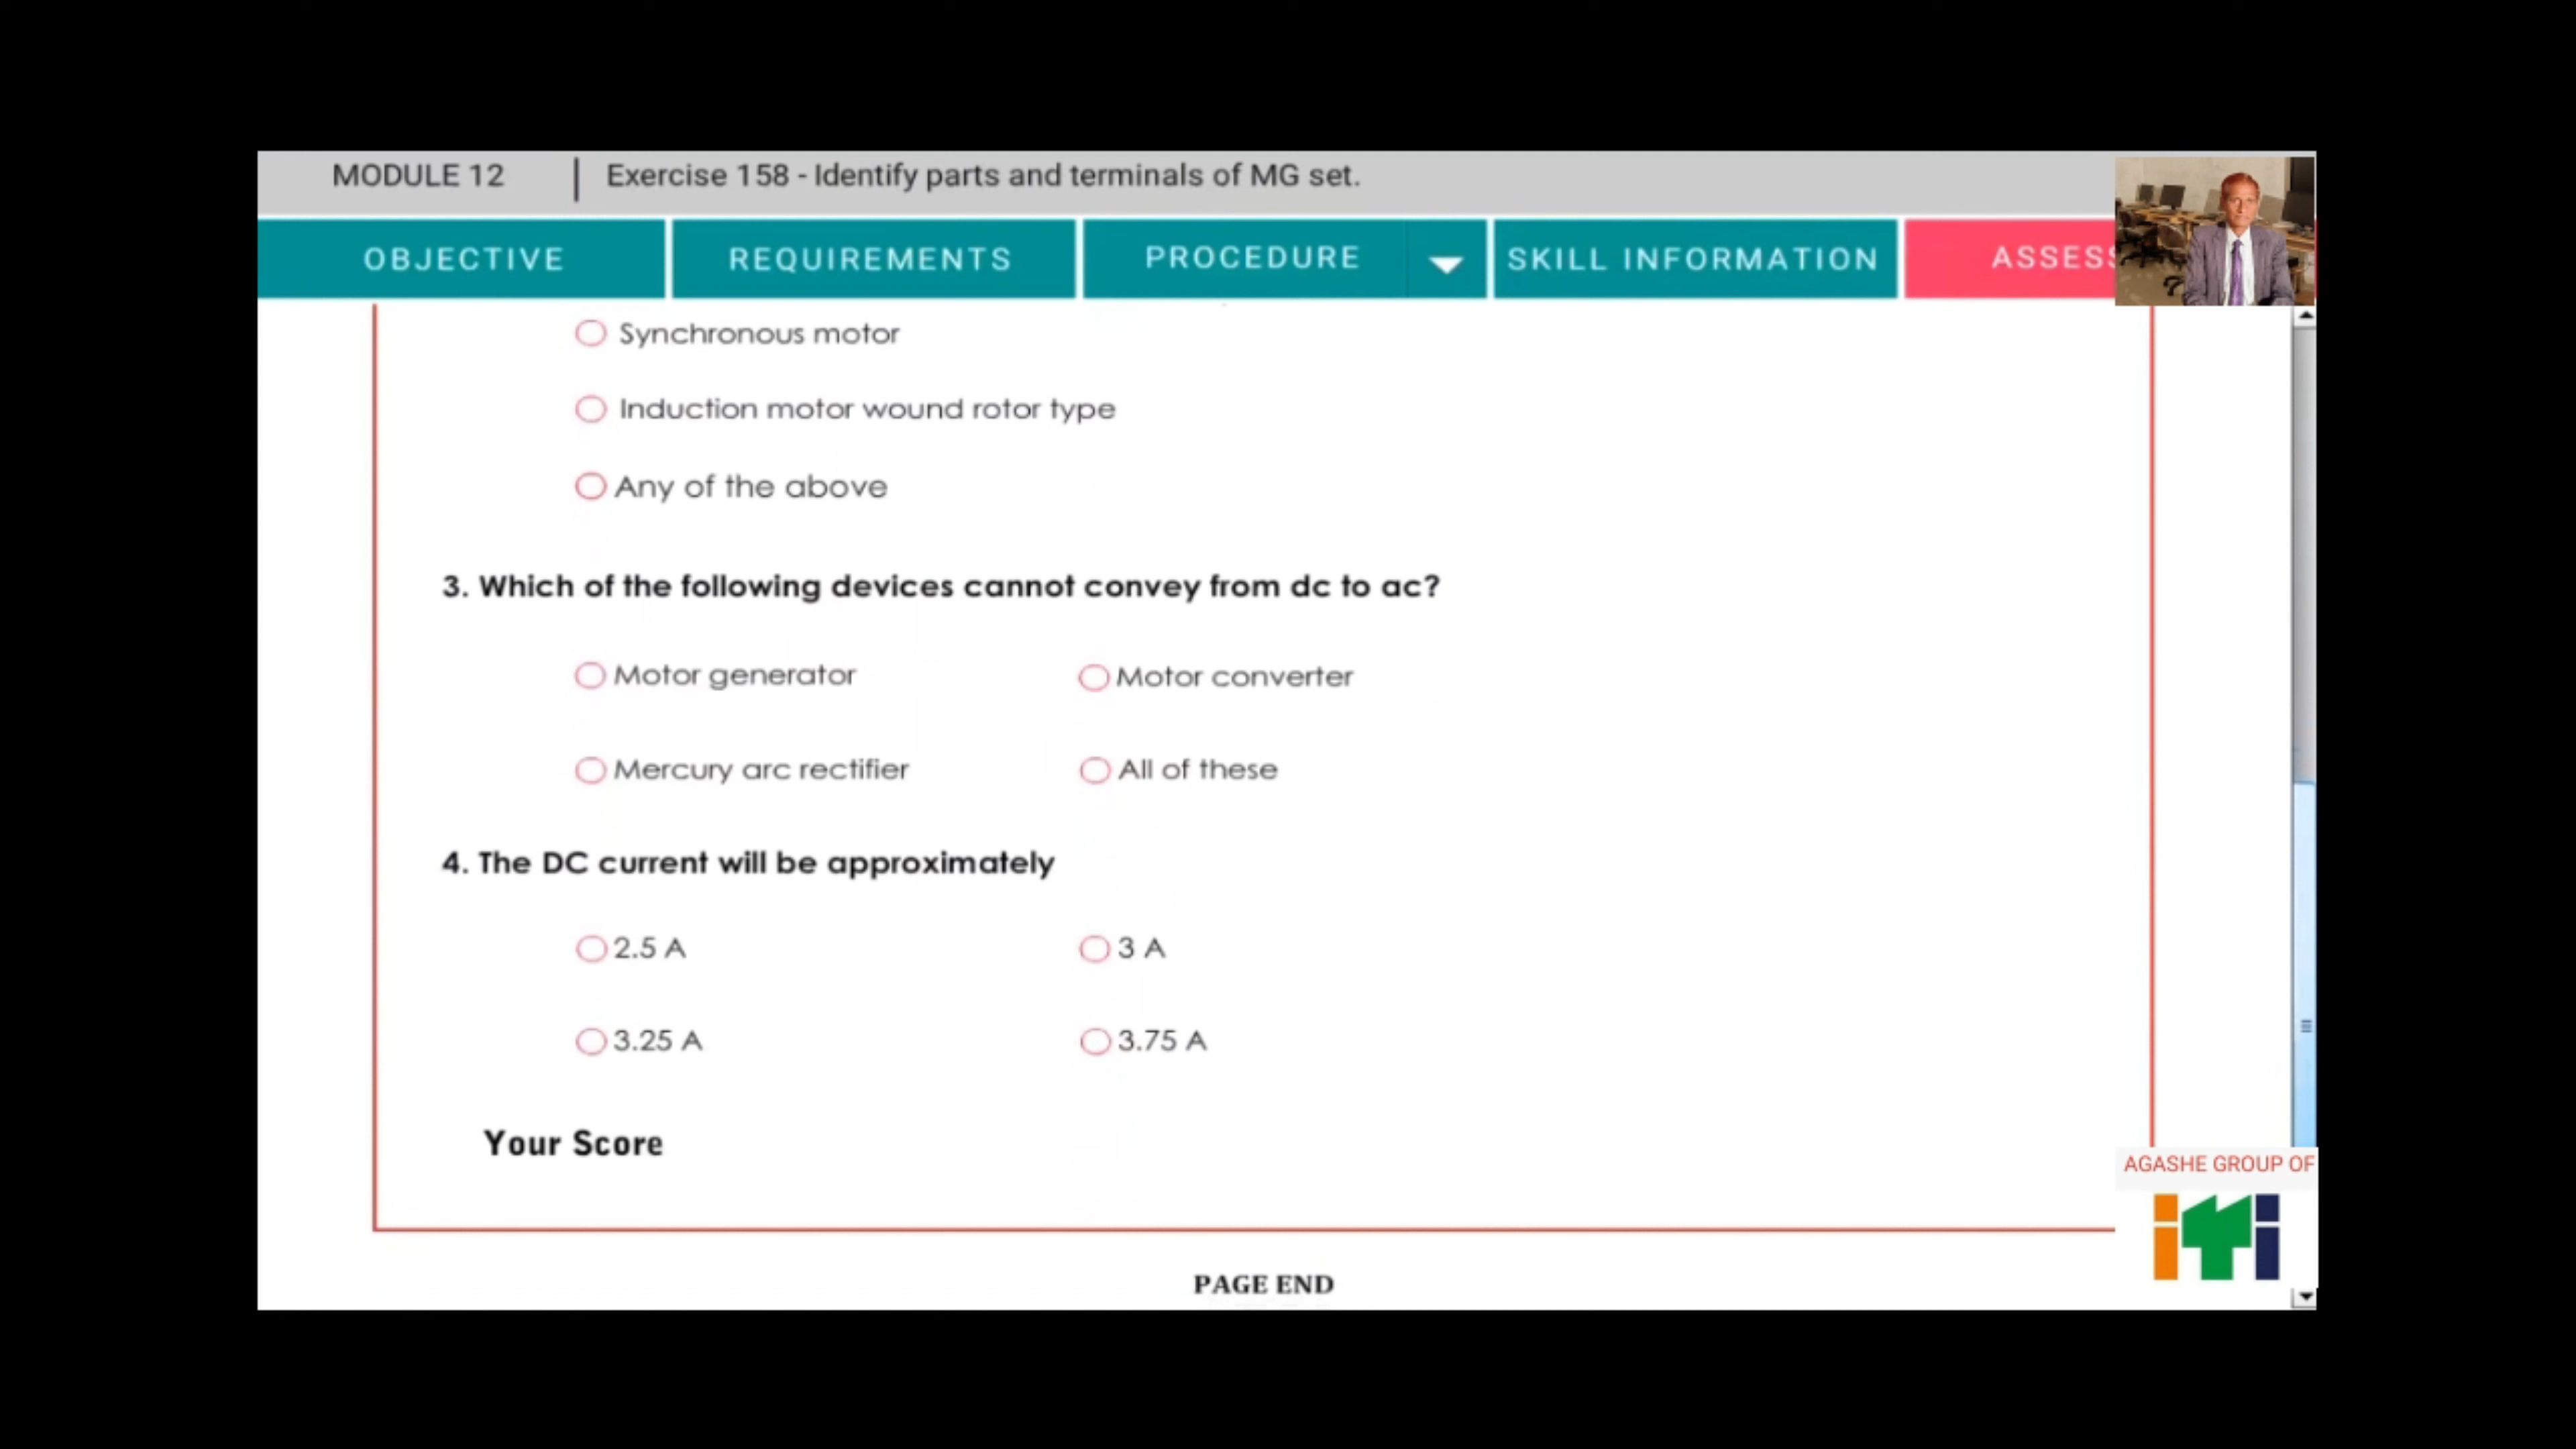 MODULE 12 | Exercise 158 - Identify parts and terminals of MG set.
OBJECTIVE REQUIREMENTS PROCEDURE SKILL INFORMATION ASSESS
Synchronous motor
Induction motor wound rotor type
Any of the above
3. Which of the following devices cannot convey from dc to ac?
Motor generator Motor converter
Mercury arc rectifier All of these
4. The DC current will be approximately
2.5 A 3 A
3.25 A 3.75 A
Your Score
AGASHE GROUP OF
iTi
PAGE END